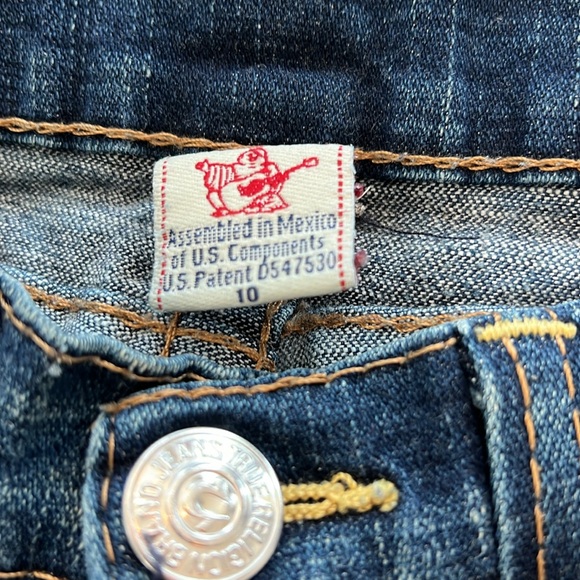 Assembled in Mexico
of U.S. Components
U.S. Patent D547530
10
TRUE RELIGION BRAND JEANS